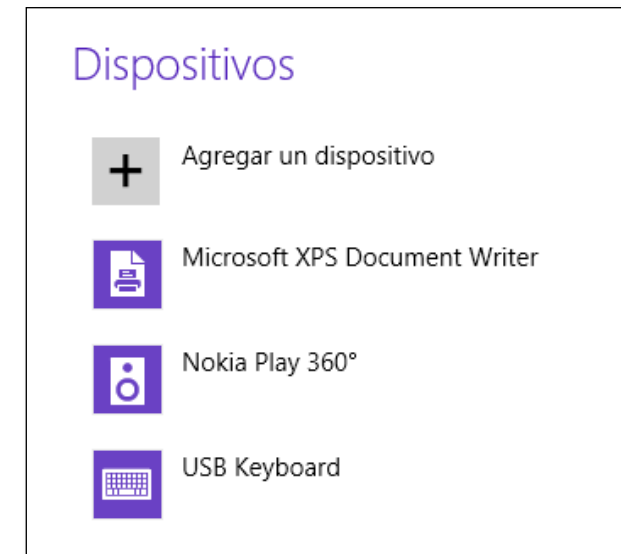 Dispositivos
Agregar un dispositivo
Microsoft XPS Document Writer
Nokia Play 360°
USB Keyboard